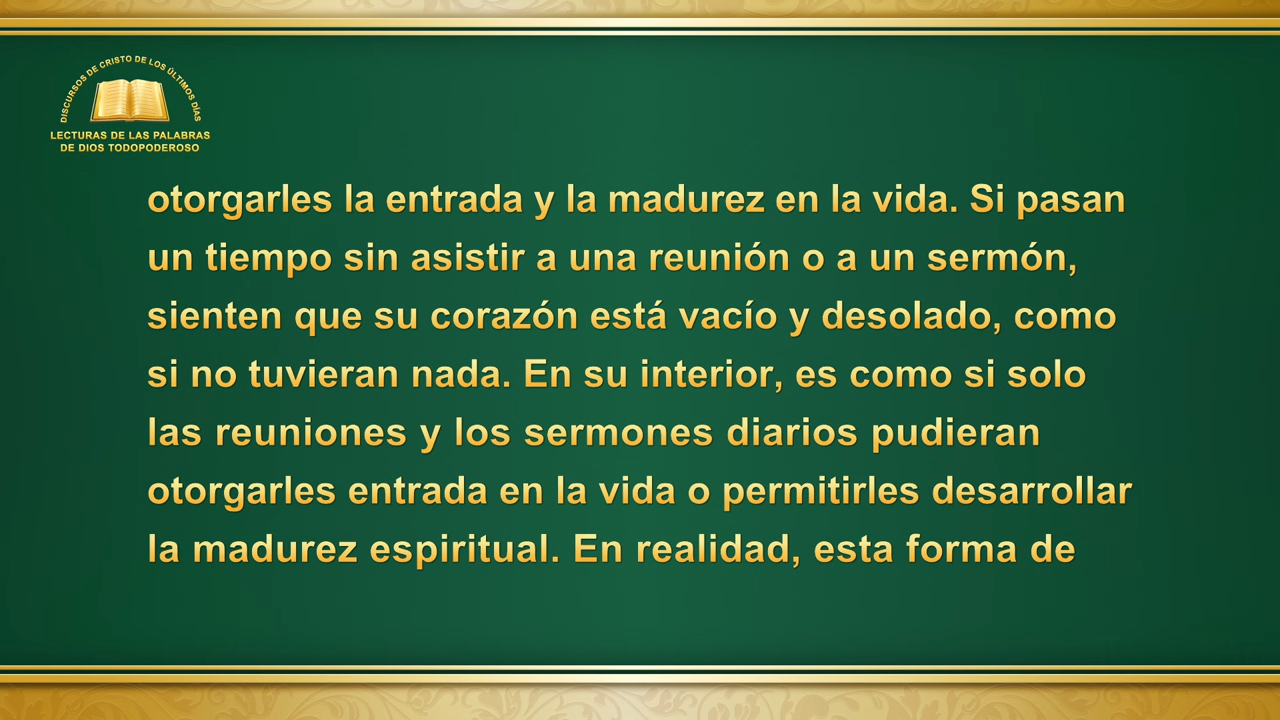 DISCURSOS DE CRISTO DE LOS ÚLTIMOS DÍAS
LECTURAS DE LAS PALABRAS
DE DIOS TODOPODEROSO
otorgarles la entrada y la madurez en la vida. Si pasan
un tiempo sin asistir a una reunión o a un sermón,
sienten que su corazón está vacío y desolado, como
si no tuvieran nada. En su interior, es como si solo
las reuniones y los sermones diarios pudieran
otorgarles entrada en la vida o permitirles desarrollar
la madurez espiritual. En realidad, esta forma de